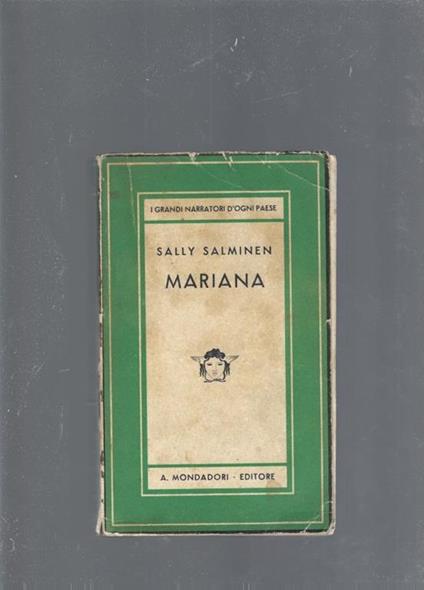 I GRANDI NARRATORI D'OGNI PAESE
SALLY SALMINEN
MARIANA
A. MONDADORI - EDITORE